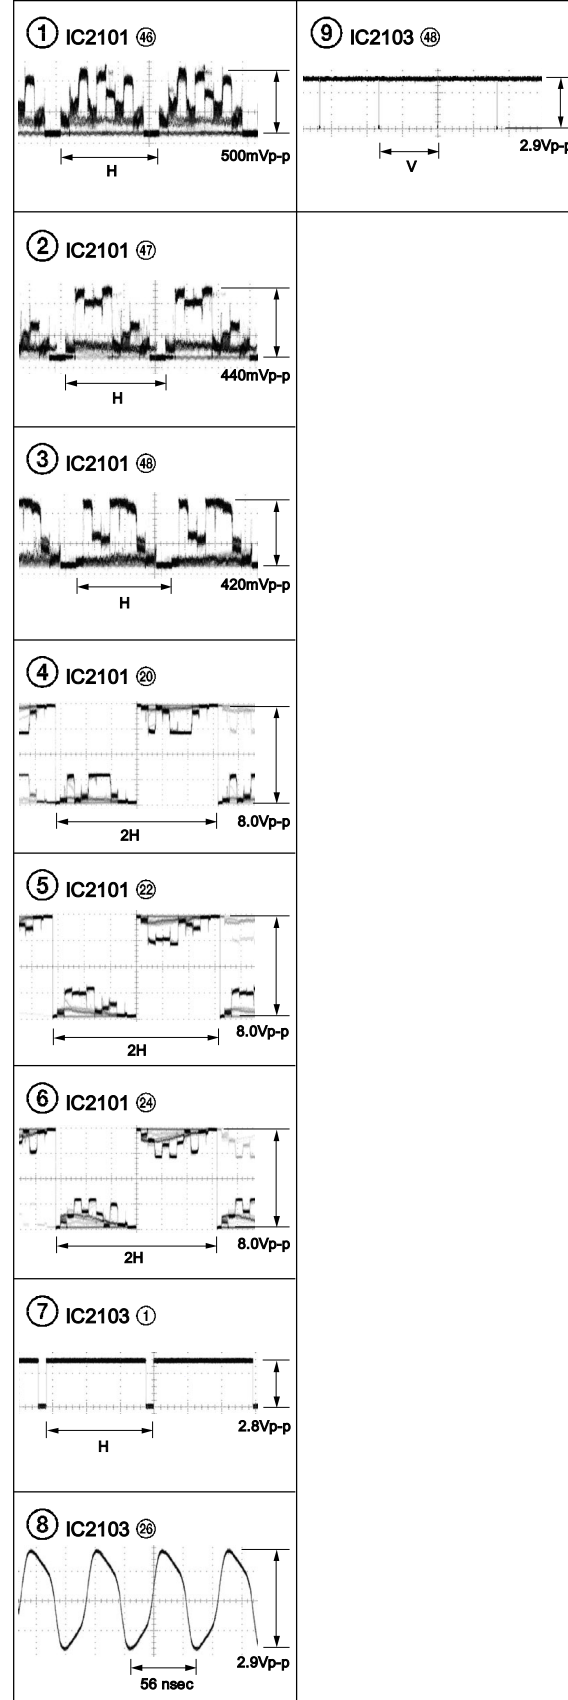 ① IC2101 ㊻
500mVp-p
H
② IC2101 ㊼
440mVp-p
H
③ IC2101 ㊽
420mVp-p
H
④ IC2101 ⑳
8.0Vp-p
2H
⑤ IC2101 ㉒
8.0Vp-p
2H
⑥ IC2101 ㉔
8.0Vp-p
2H
⑦ IC2103 ①
2.8Vp-p
H
⑧ IC2103 ㉖
2.9Vp-p
56 nsec
⑨ IC2103 ㊽
2.9Vp-p
V